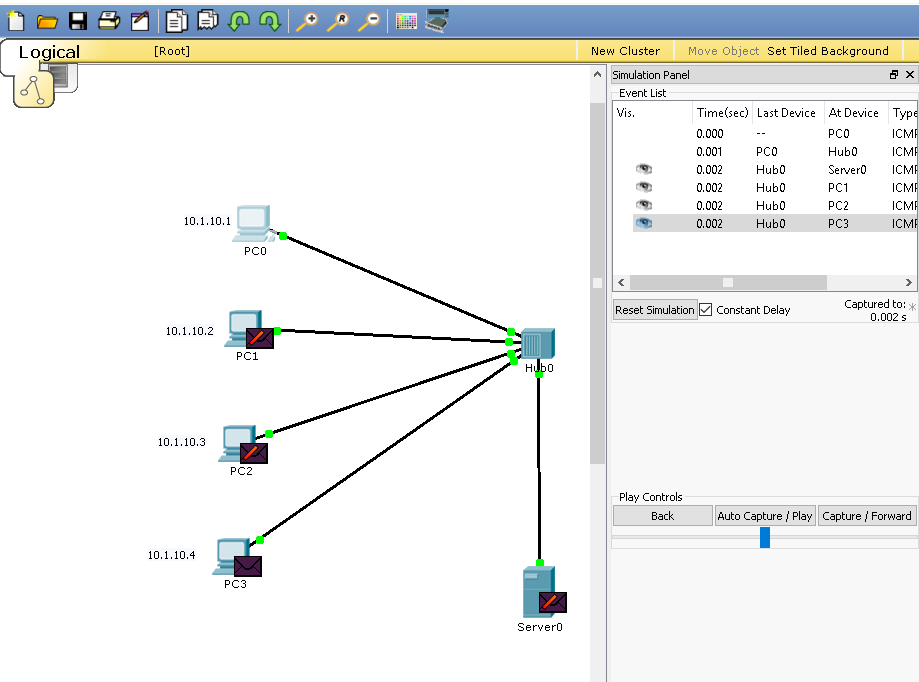 Logical
[Root]
New Cluster
Move Object
Set Tiled Background
10.1.10.1
PC0
10.1.10.2
PC1
Hub0
10.1.10.3
PC2
10.1.10.4
PC3
Server0
Simulation Panel
Event List
Vis. Time(sec) Last Device At Device Type
0.000 -- PC0 ICMP
0.001 PC0 Hub0 ICMP
0.002 Hub0 Server0 ICMP
0.002 Hub0 PC1 ICMP
0.002 Hub0 PC2 ICMP
0.002 Hub0 PC3 ICMP
Reset Simulation
Constant Delay
Captured to:
0.002 s
Play Controls
Back
Auto Capture / Play
Capture / Forward